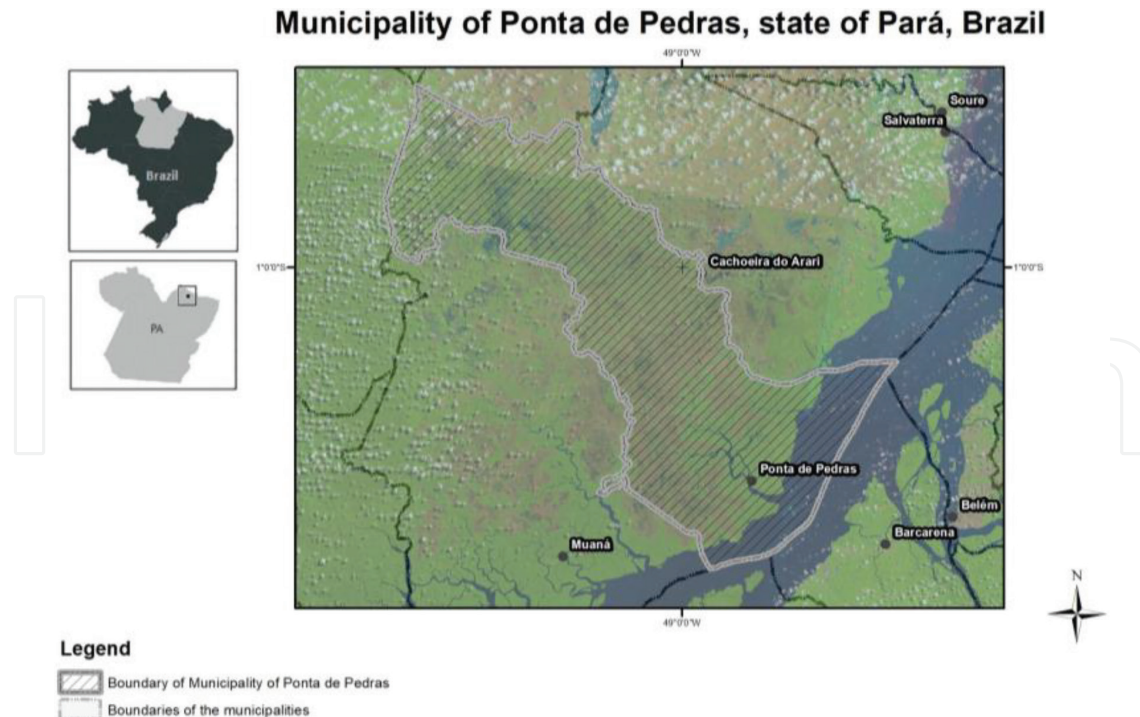 Municipality of Ponta de Pedras, state of Pará, Brazil
49°0'0"W
Soure
Salvaterra
Brazil
1°0'0"S
Cachoeira do Arari
1°0'0"S
PA
Ponta de Pedras
Belém
Barcarena
Muaná
N
49°0'0"W
Legend
Boundary of Municipality of Ponta de Pedras
Boundaries of the municipalities